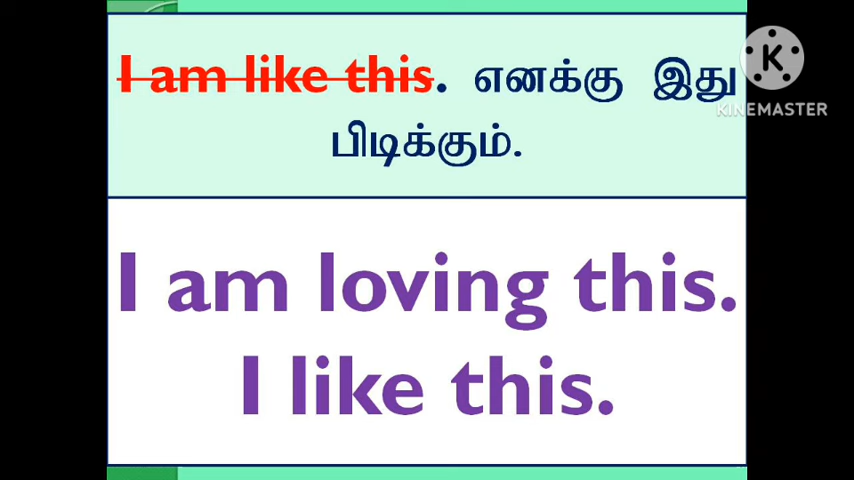 I am like this. எனக்கு இது
பிடிக்கும்.
I am loving this.
I like this.
K
KINEMASTER